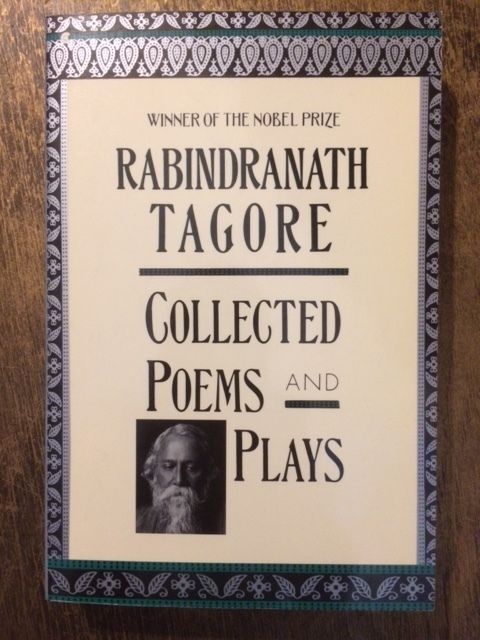 WINNER OF THE NOBEL PRIZE
RABINDRANATH
TAGORE
COLLECTED
POEMS AND
PLAYS